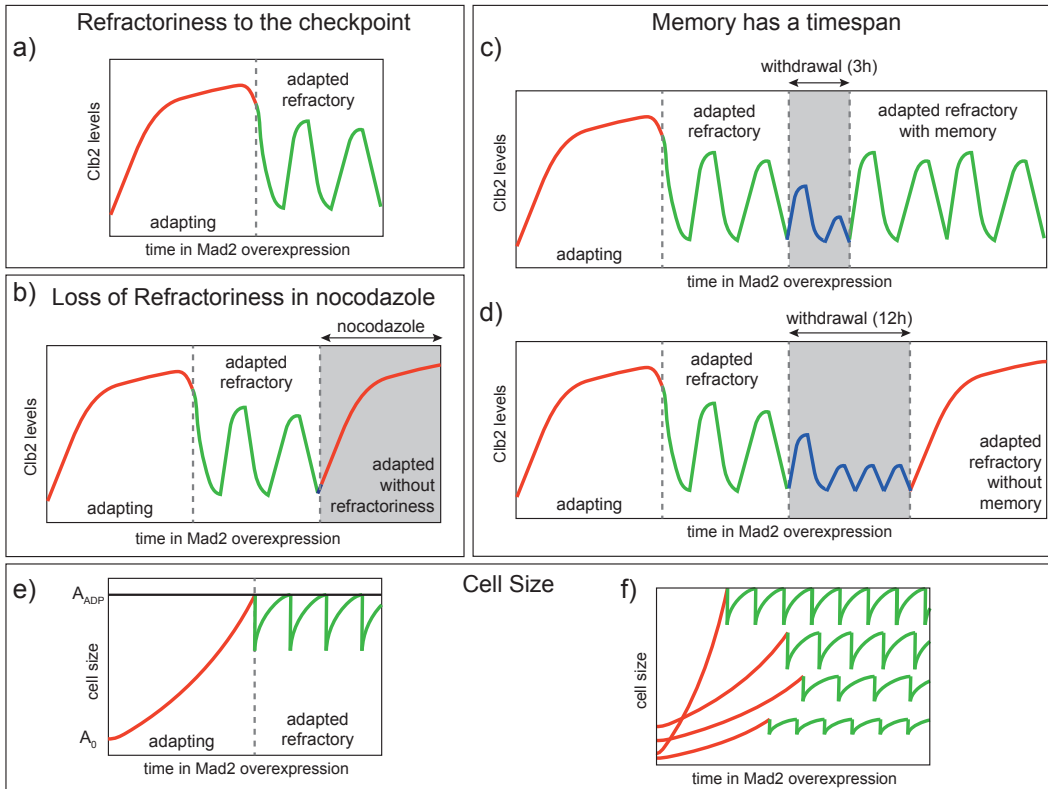 Refractoriness to the checkpoint
a)
Clb2 levels
adapted
refractory
adapting
time in Mad2 overexpression
b)
Loss of Refractoriness in nocodazole
nocodazole
Clb2 levels
adapted
refractory
adapting
adapted
without
refractoriness
time in Mad2 overexpression
Memory has a timespan
c)
withdrawal (3h)
Clb2 levels
adapted
refractory
adapted refractory
with memory
adapting
time in Mad2 overexpression
d)
withdrawal (12h)
Clb2 levels
adapted
refractory
adapting
adapted
refractory
without
memory
time in Mad2 overexpression
Cell Size
e)
A_ADP
cell size
A_0
adapting
adapted
refractory
time in Mad2 overexpression
f)
cell size
time in Mad2 overexpression